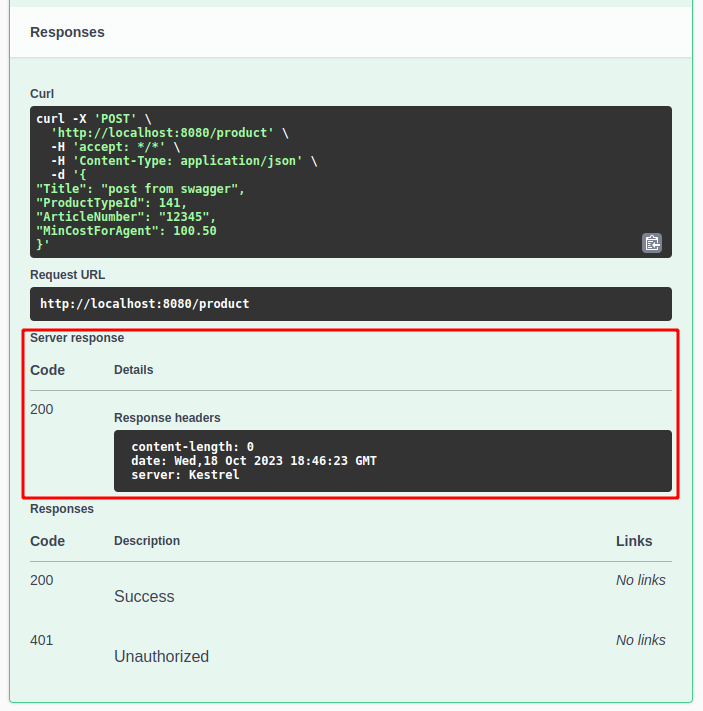 Responses
Curl
curl -X 'POST' \
  'http://localhost:8080/product' \
  -H 'accept: */*' \
  -H 'Content-Type: application/json' \
  -d '{
"Title": "post from swagger",
"ProductTypeId": 141,
"ArticleNumber": "12345",
"MinCostForAgent": 100.50
}'
Request URL
http://localhost:8080/product
Server response
Code Details
200
Response headers
content-length: 0
date: Wed,18 Oct 2023 18:46:23 GMT
server: Kestrel
Responses
Code Description Links
200 No links
Success
401 No links
Unauthorized